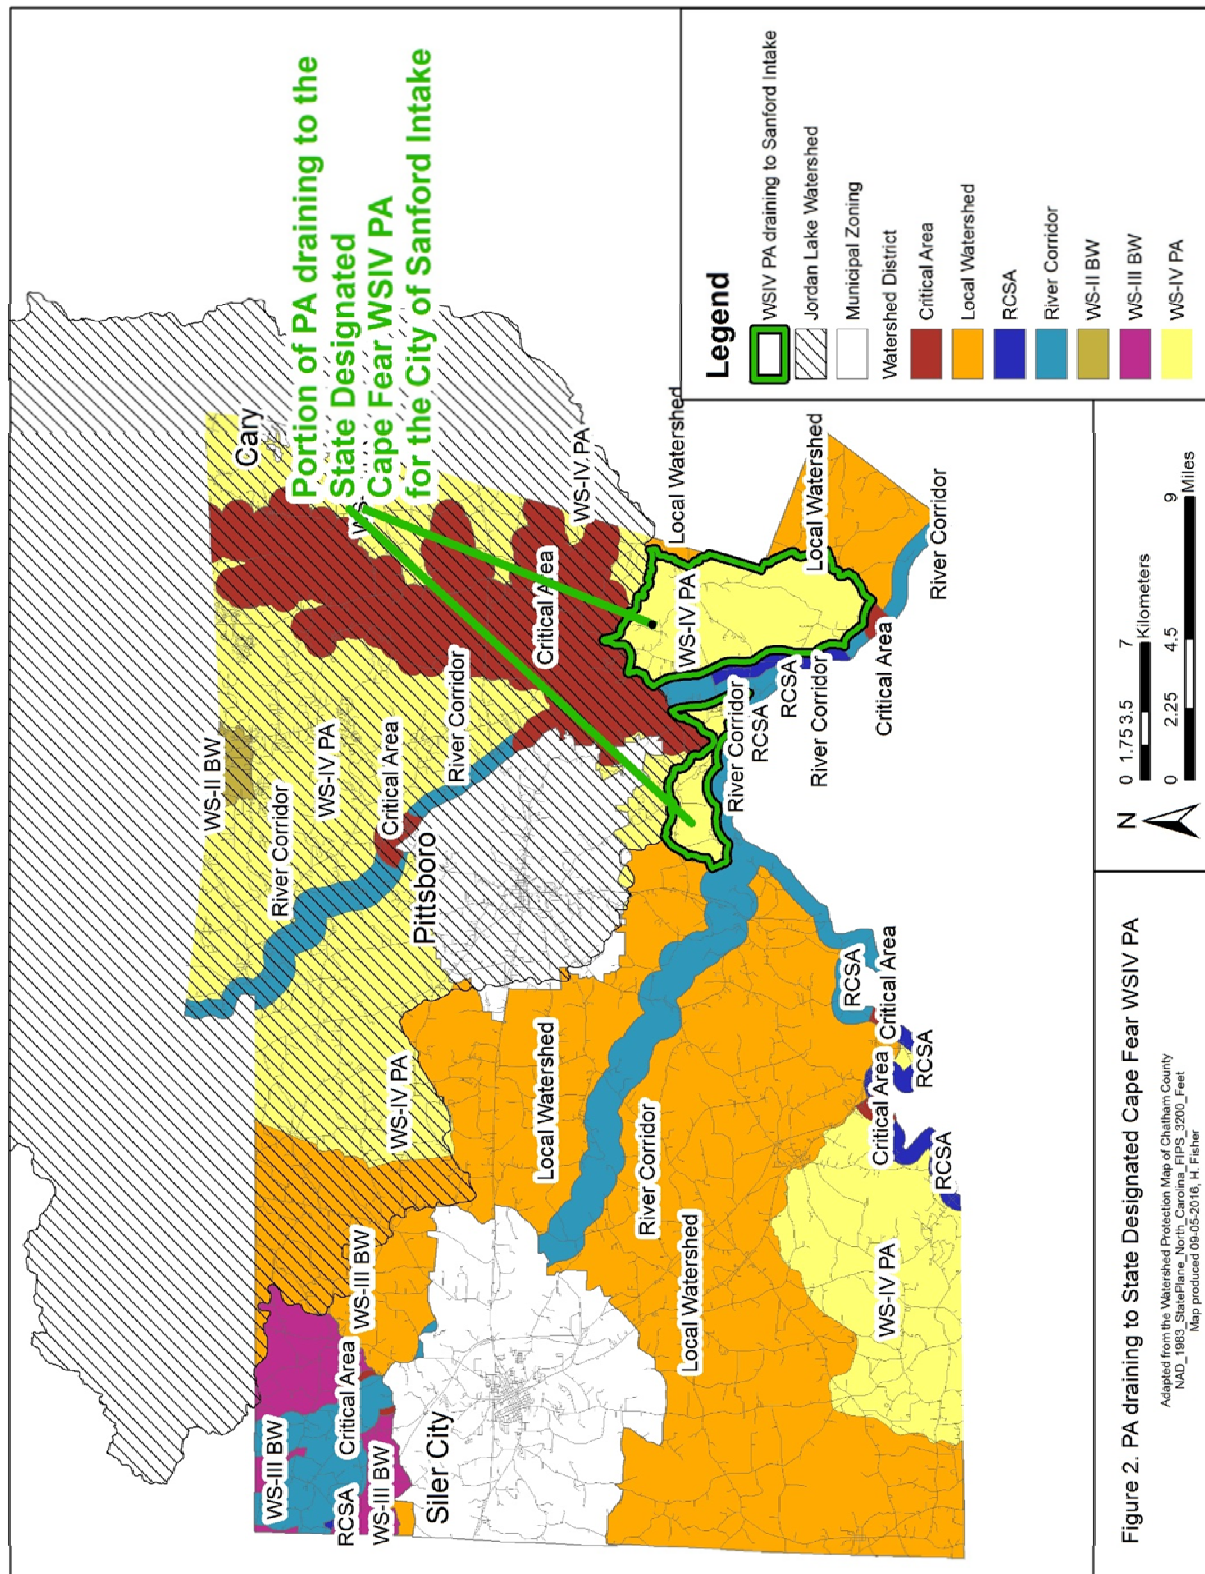 Portion of PA draining to the
State Designated
Cape Fear WSIV PA
for the City of Sanford Intake
Cary
WS-II BW
River Corridor
WS-IV PA
Critical Area
River Corridor
Critical Area
WS-IV PA
Pittsboro
WS-IV PA
Local Watershed
WS-IV PA
Local Watershed
River Corridor
RCSA
RCSA
River Corridor
Critical Area
River Corridor
WS-III BW
RCSA
Critical Area
WS-III BW
WS-III BW
Siler City
Local Watershed
River Corridor
Local Watershed
WS-IV PA
RCSA
Critical Area
Critical Area
RCSA
RCSA
Legend
WSIV PA draining to Sanford Intake
Jordan Lake Watershed
Municipal Zoning
Watershed District
Critical Area
Local Watershed
RCSA
River Corridor
WS-II BW
WS-III BW
WS-IV PA
N
0 1.75 3.5 7
Kilometers
0 2.25 4.5 9
Miles
Figure 2. PA draining to State Designated Cape Fear WSIV PA
Adapted from the Watershed Protection Map of Chatham County
NAD_1983_StatePlane_North_Carolina_FIPS_3200_Feet
Map produced 09-05-2016, H. Fisher